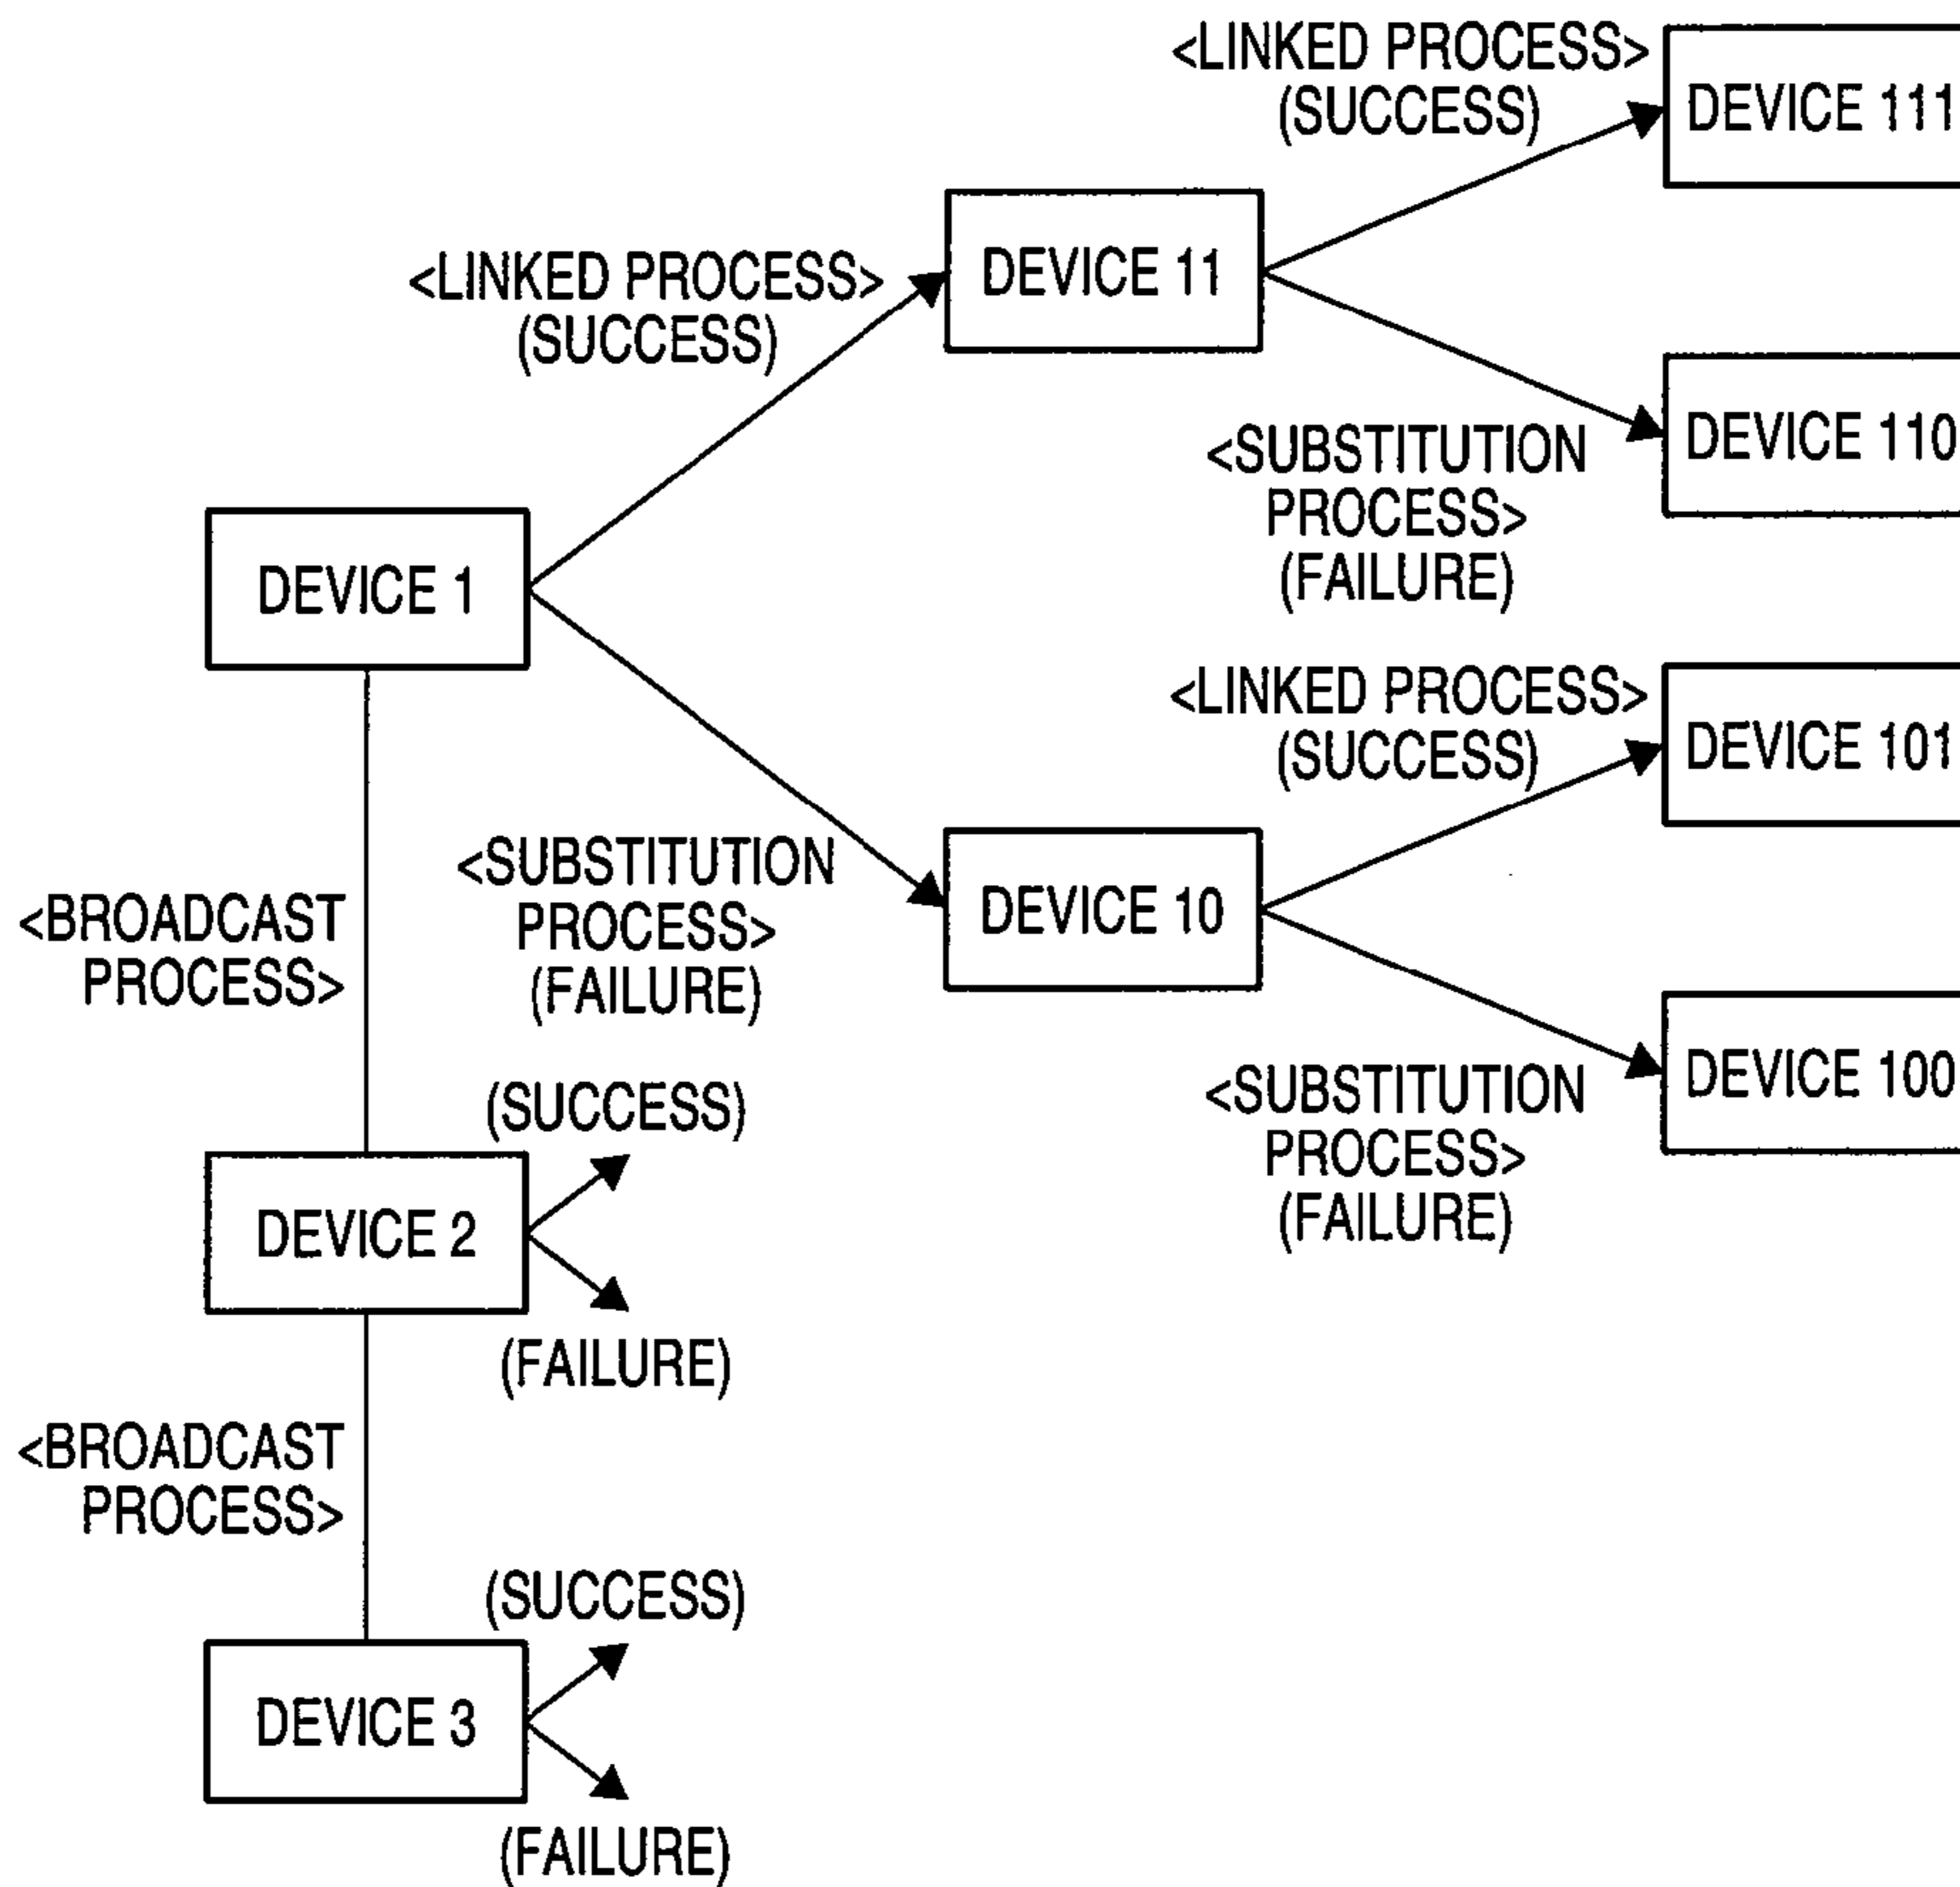 <LINKED PROCESS>
(SUCCESS)
DEVICE 111
<LINKED PROCESS>
(SUCCESS)
DEVICE 11
<SUBSTITUTION
PROCESS>
(FAILURE)
DEVICE 110
DEVICE 1
<LINKED PROCESS>
(SUCCESS)
DEVICE 101
<SUBSTITUTION
PROCESS>
(FAILURE)
DEVICE 10
<SUBSTITUTION
PROCESS>
(FAILURE)
DEVICE 100
<BROADCAST
PROCESS>
(SUCCESS)
DEVICE 2
(FAILURE)
<BROADCAST
PROCESS>
(SUCCESS)
DEVICE 3
(FAILURE)